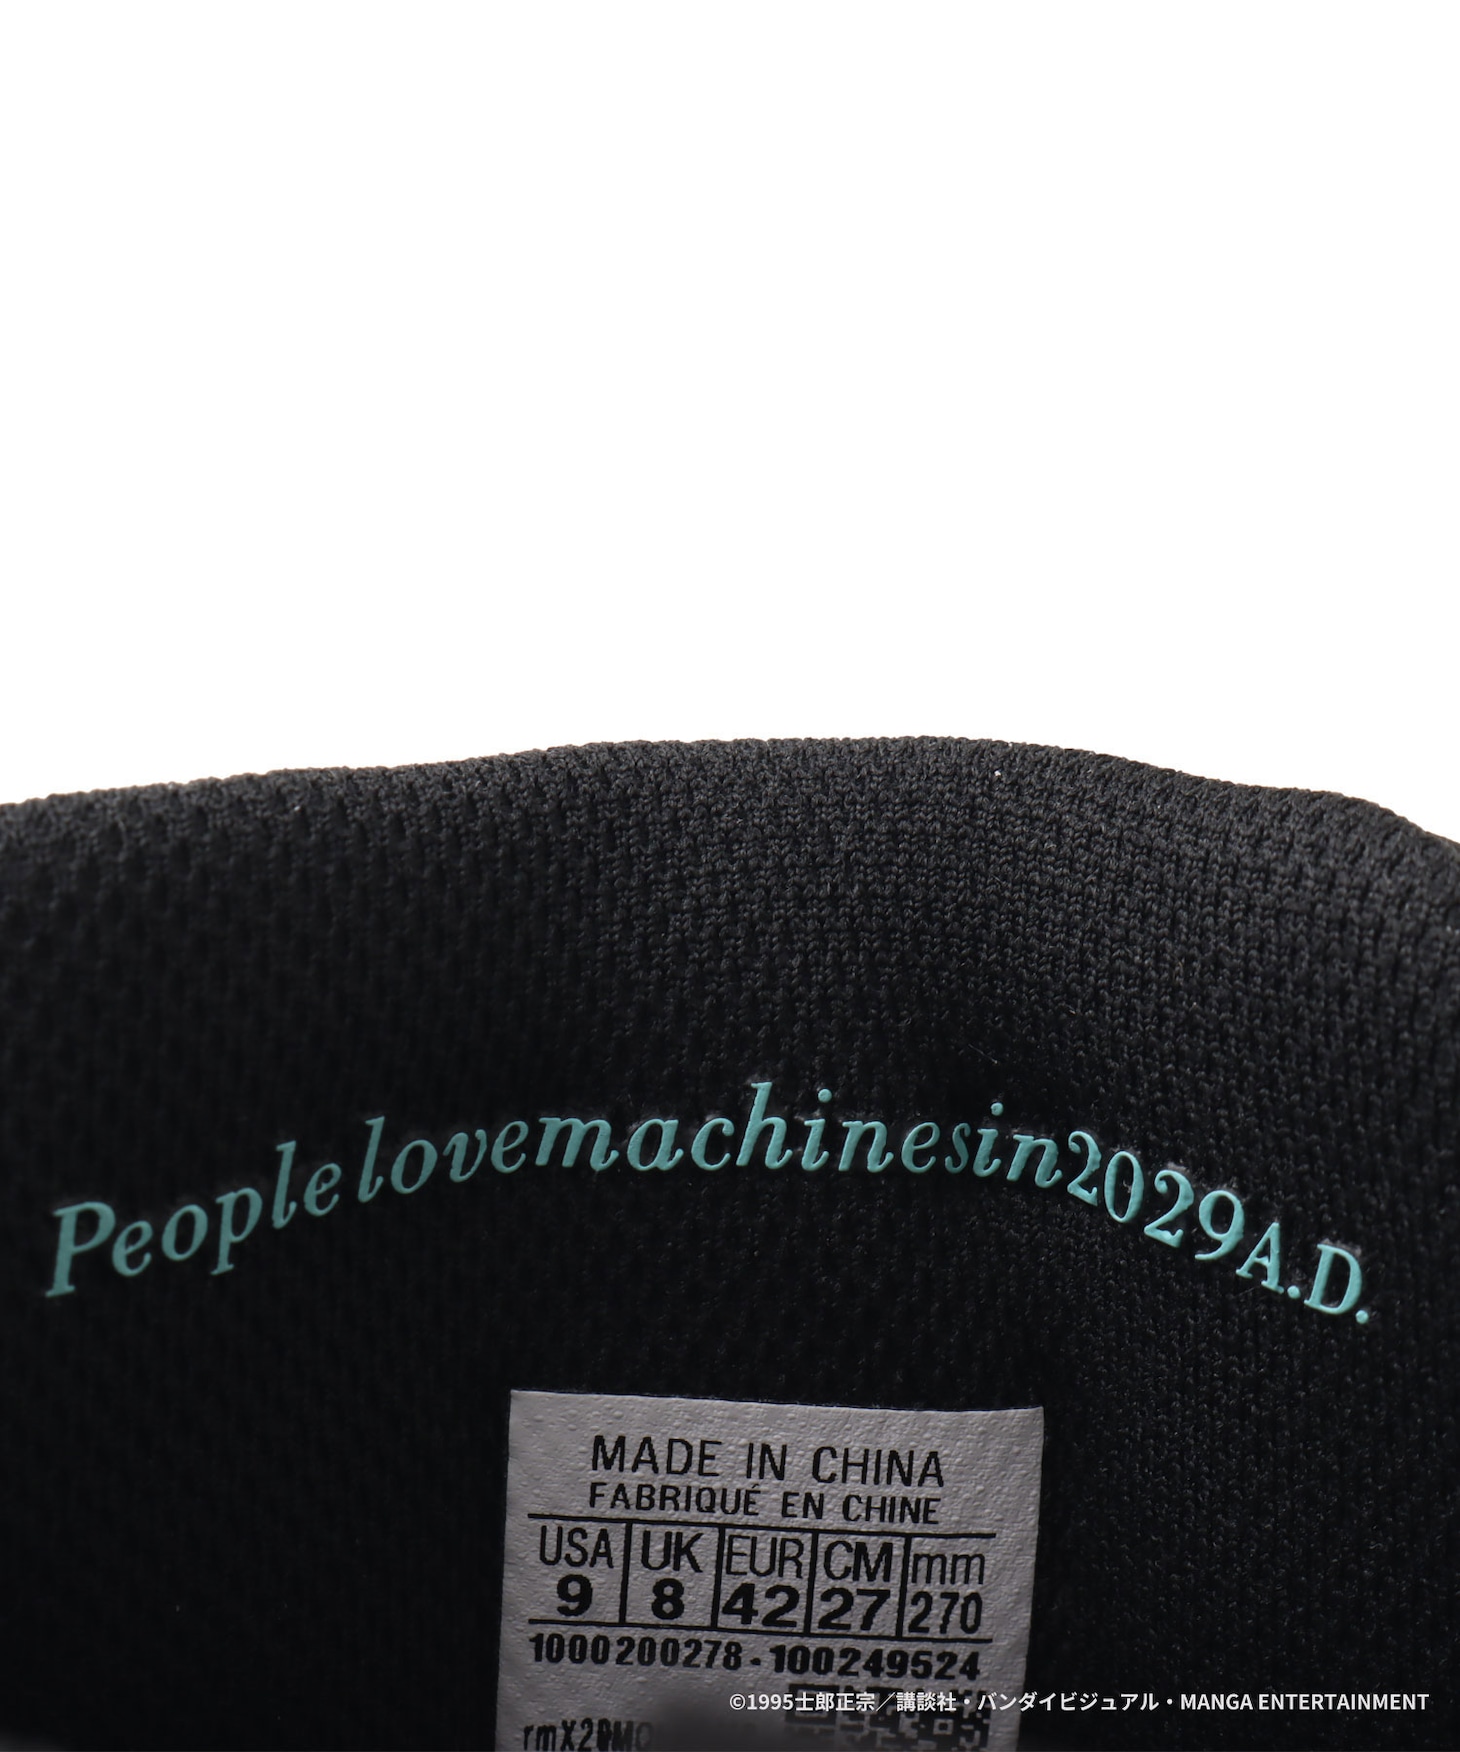 Peoplelovemachinesin2029A.D.
MADE IN CHINA
FABRIQUÉ EN CHINE
USA UK EUR CM mm
9 8 42 27 270
1000200278-100249524
©1995士郎正宗／講談社・バンダイビジュアル・MANGA ENTERTAINMENT